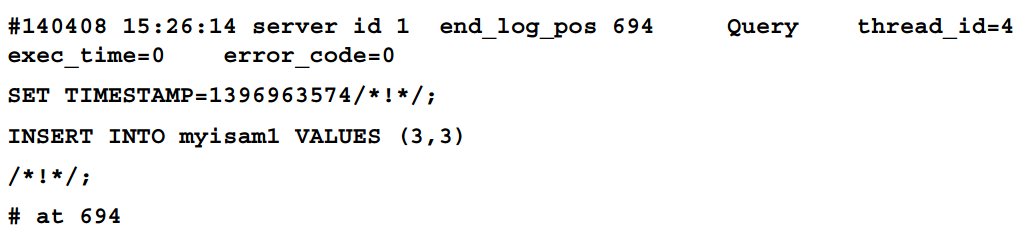 #140408 15:26:14 server id 1  end_log_pos 694     Query    thread_id=4
exec_time=0    error_code=0
SET TIMESTAMP=1396963574/*!*/;
INSERT INTO myisam1 VALUES (3,3)
/*!*/;
# at 694